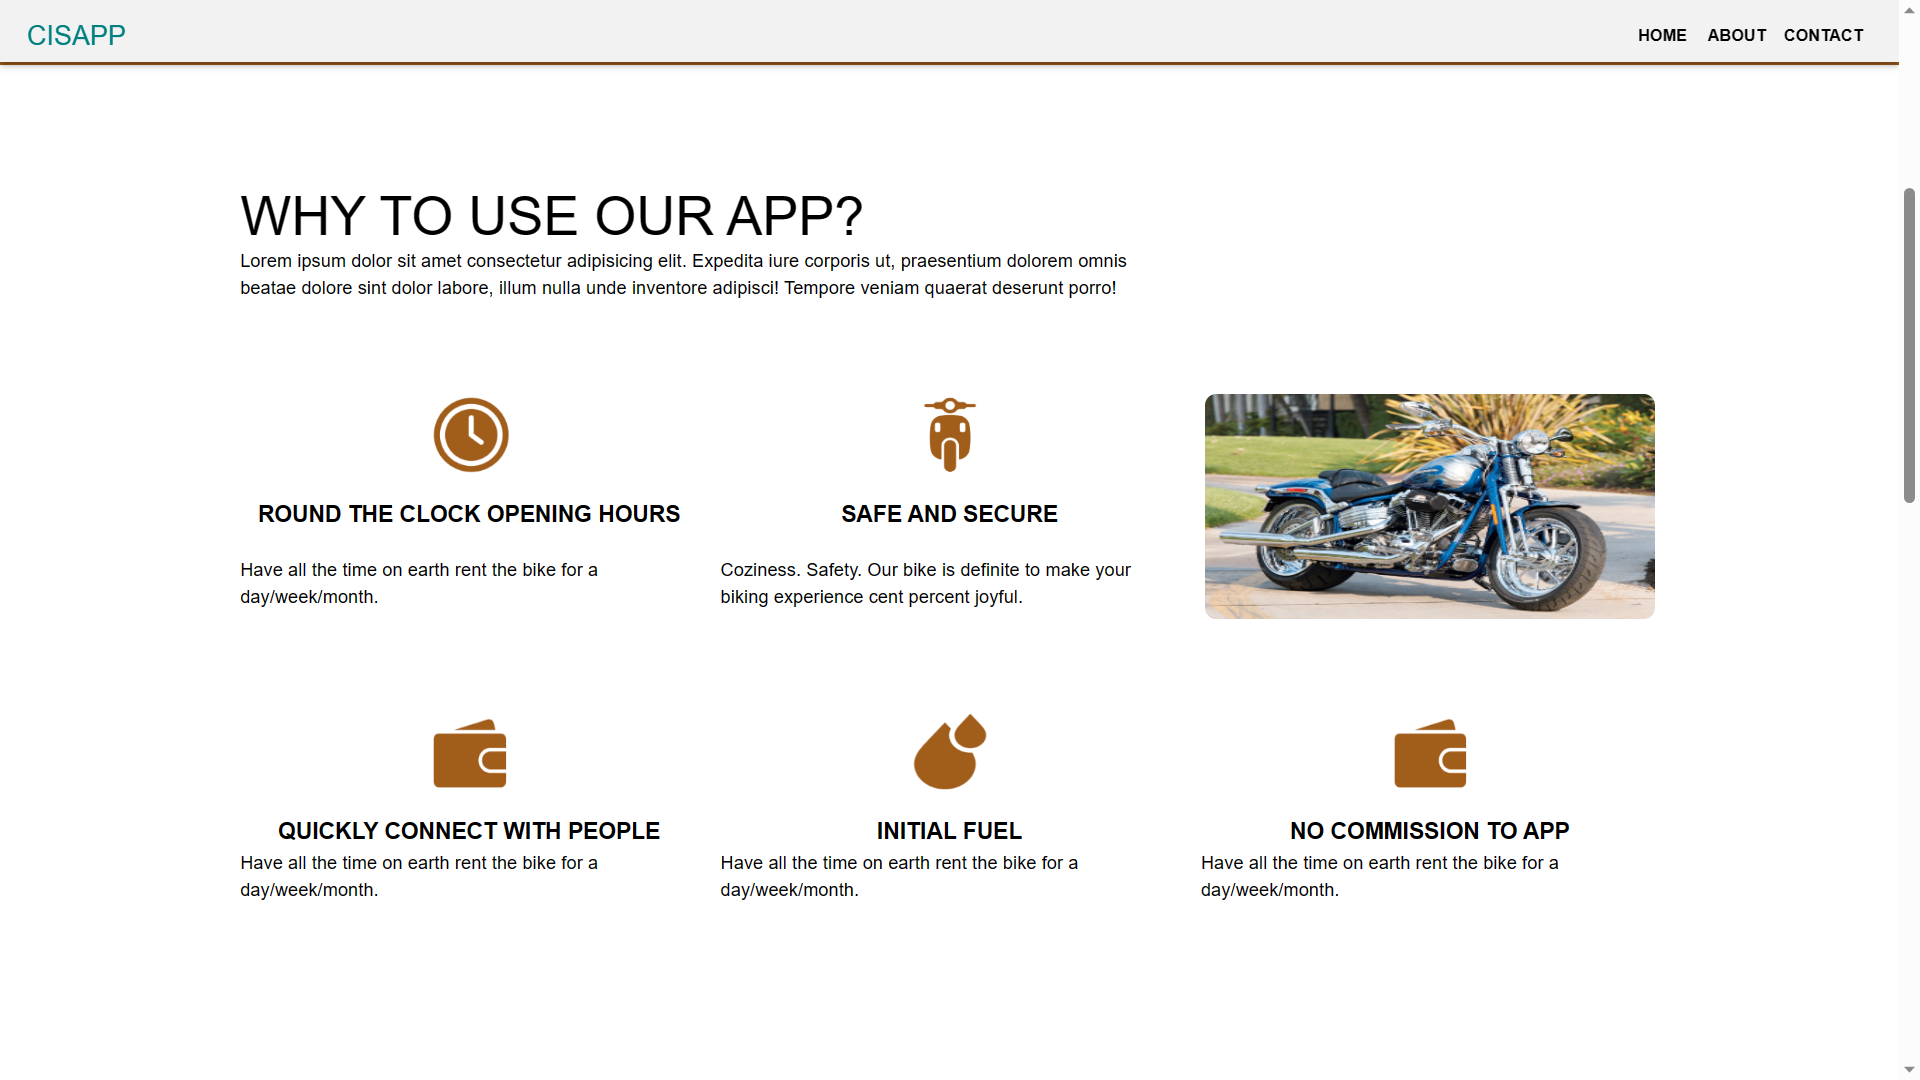 CISAPP
HOME ABOUT CONTACT
WHY TO USE OUR APP?
Lorem ipsum dolor sit amet consectetur adipisicing elit. Expedita iure corporis ut, praesentium dolorem omnis
beatae dolore sint dolor labore, illum nulla unde inventore adipisci! Tempore veniam quaerat deserunt porro!
ROUND THE CLOCK OPENING HOURS
Have all the time on earth rent the bike for a
day/week/month.
SAFE AND SECURE
Coziness. Safety. Our bike is definite to make your
biking experience cent percent joyful.
QUICKLY CONNECT WITH PEOPLE
Have all the time on earth rent the bike for a
day/week/month.
INITIAL FUEL
Have all the time on earth rent the bike for a
day/week/month.
NO COMMISSION TO APP
Have all the time on earth rent the bike for a
day/week/month.